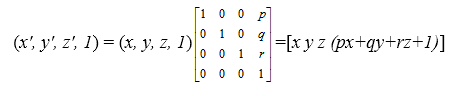 (x′, y′, z′, 1) = (x, y, z, 1) [1 0 0 p
0 1 0 q
0 0 1 r
0 0 0 1] =[x y z (px+qy+rz+1)]